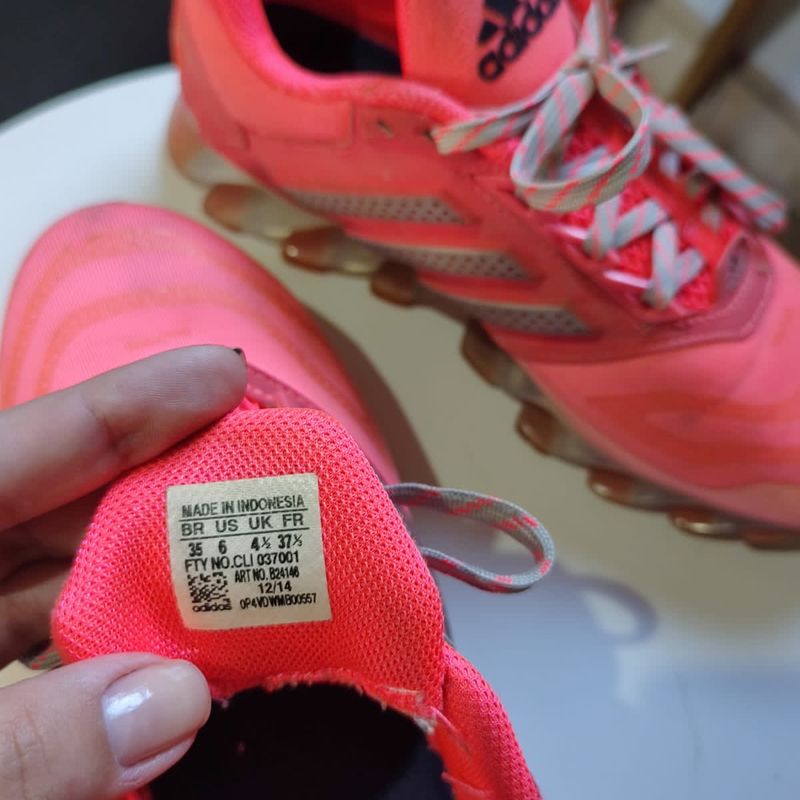 adidas
MADE IN INDONESIA
BR US UK FR
35 6 4½ 37⅓
FTY NO.CLI 037001
ART NO. B24146
12/14
adidas
0P4VDWMB00557